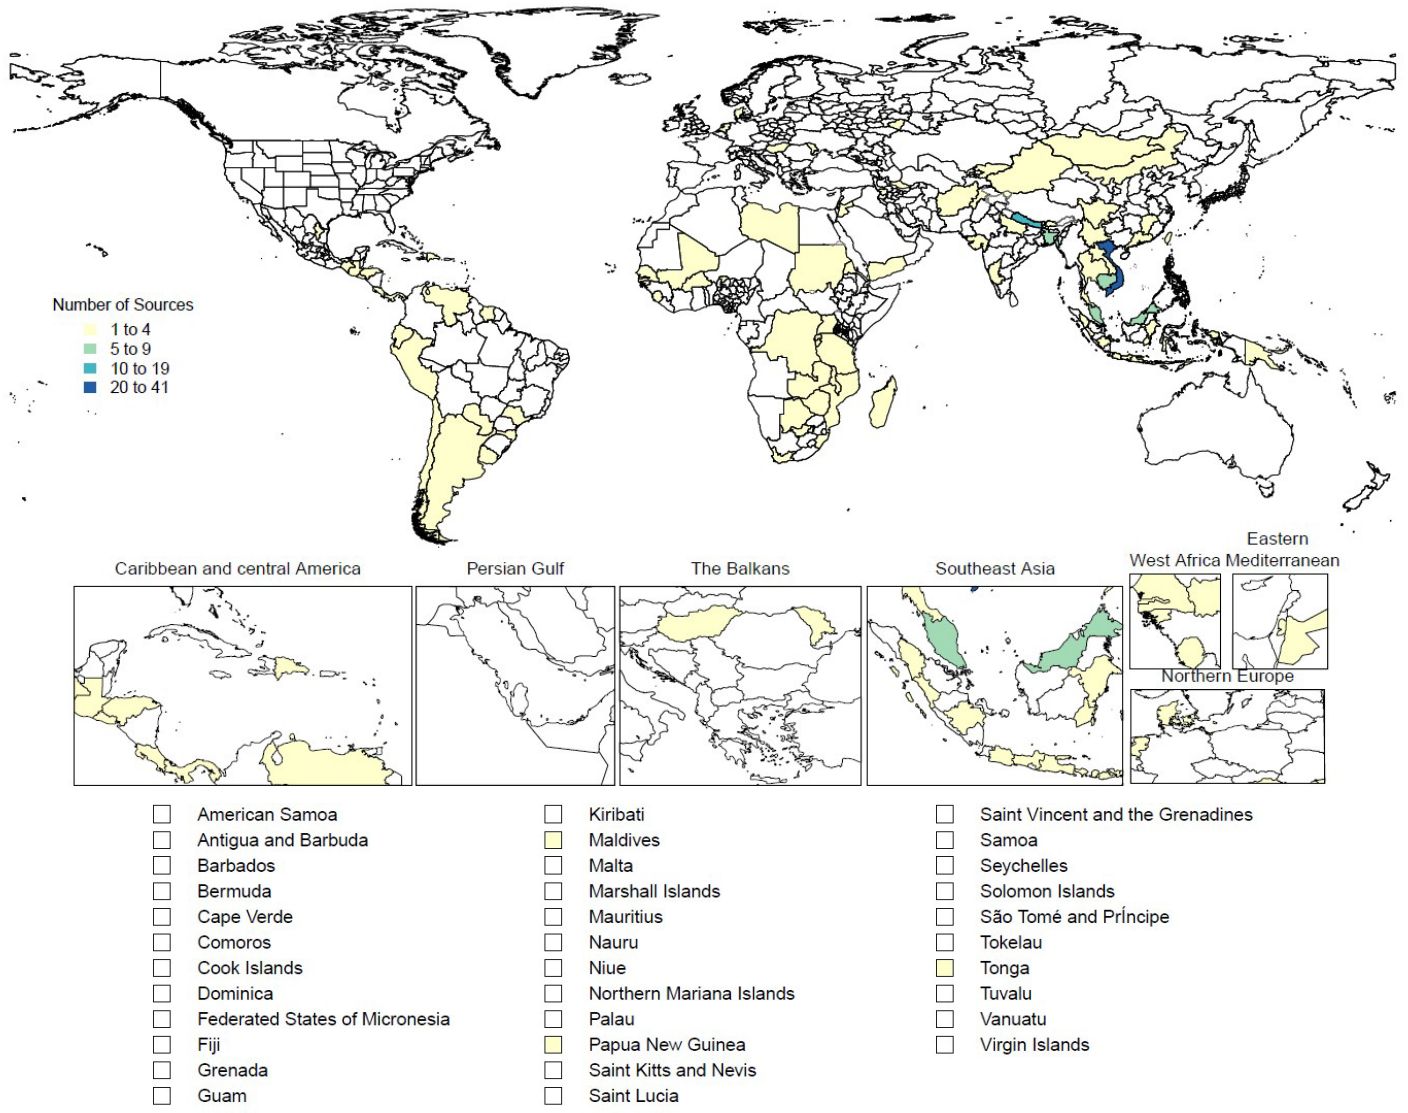 Number of Sources
1 to 4
5 to 9
10 to 19
20 to 41
Caribbean and central America
Persian Gulf
The Balkans
Southeast Asia
West Africa
Eastern
Mediterranean
Northern Europe
American Samoa
Antigua and Barbuda
Barbados
Bermuda
Cape Verde
Comoros
Cook Islands
Dominica
Federated States of Micronesia
Fiji
Grenada
Guam
Kiribati
Maldives
Malta
Marshall Islands
Mauritius
Nauru
Niue
Northern Mariana Islands
Palau
Papua New Guinea
Saint Kitts and Nevis
Saint Lucia
Saint Vincent and the Grenadines
Samoa
Seychelles
Solomon Islands
São Tomé and PrÍncipe
Tokelau
Tonga
Tuvalu
Vanuatu
Virgin Islands